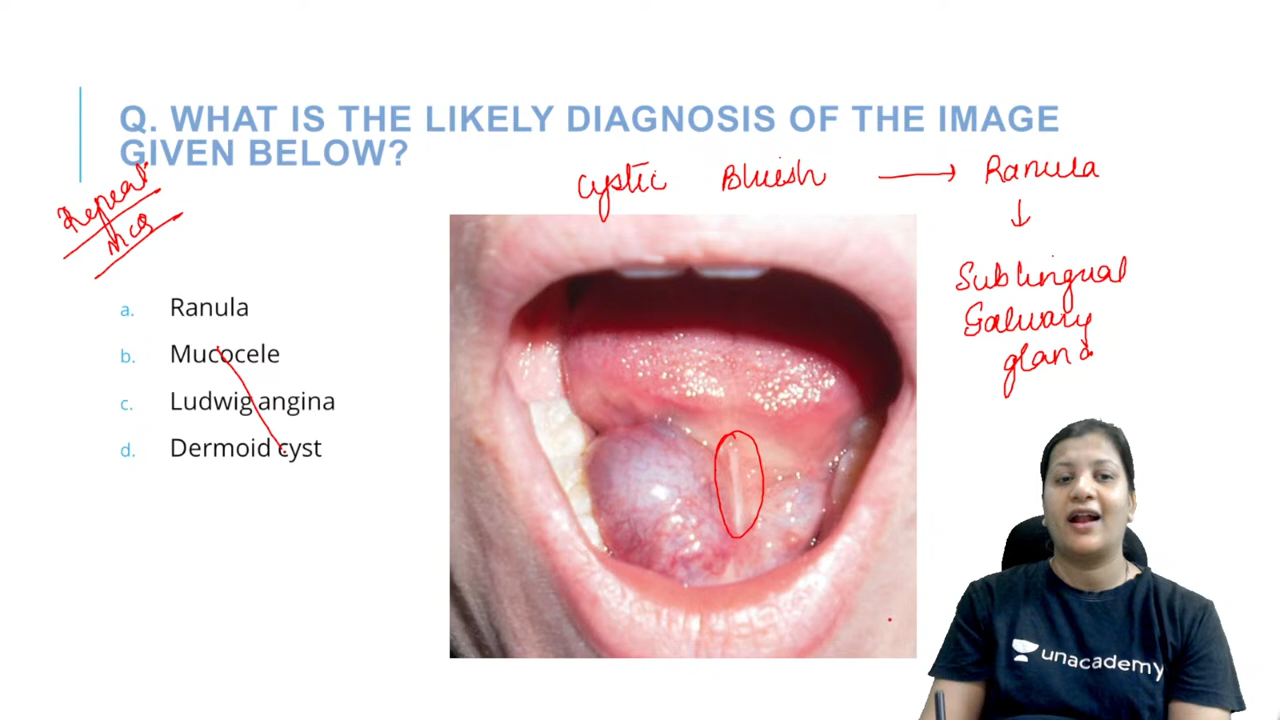 Q. WHAT IS THE LIKELY DIAGNOSIS OF THE IMAGE
GIVEN BELOW?
Repeat
MCQ
Cystic Bluish → Ranula
↓
Sublingual
Salivary
gland
a. Ranula
b. Mucocele
c. Ludwig angina
d. Dermoid cyst
unacademy